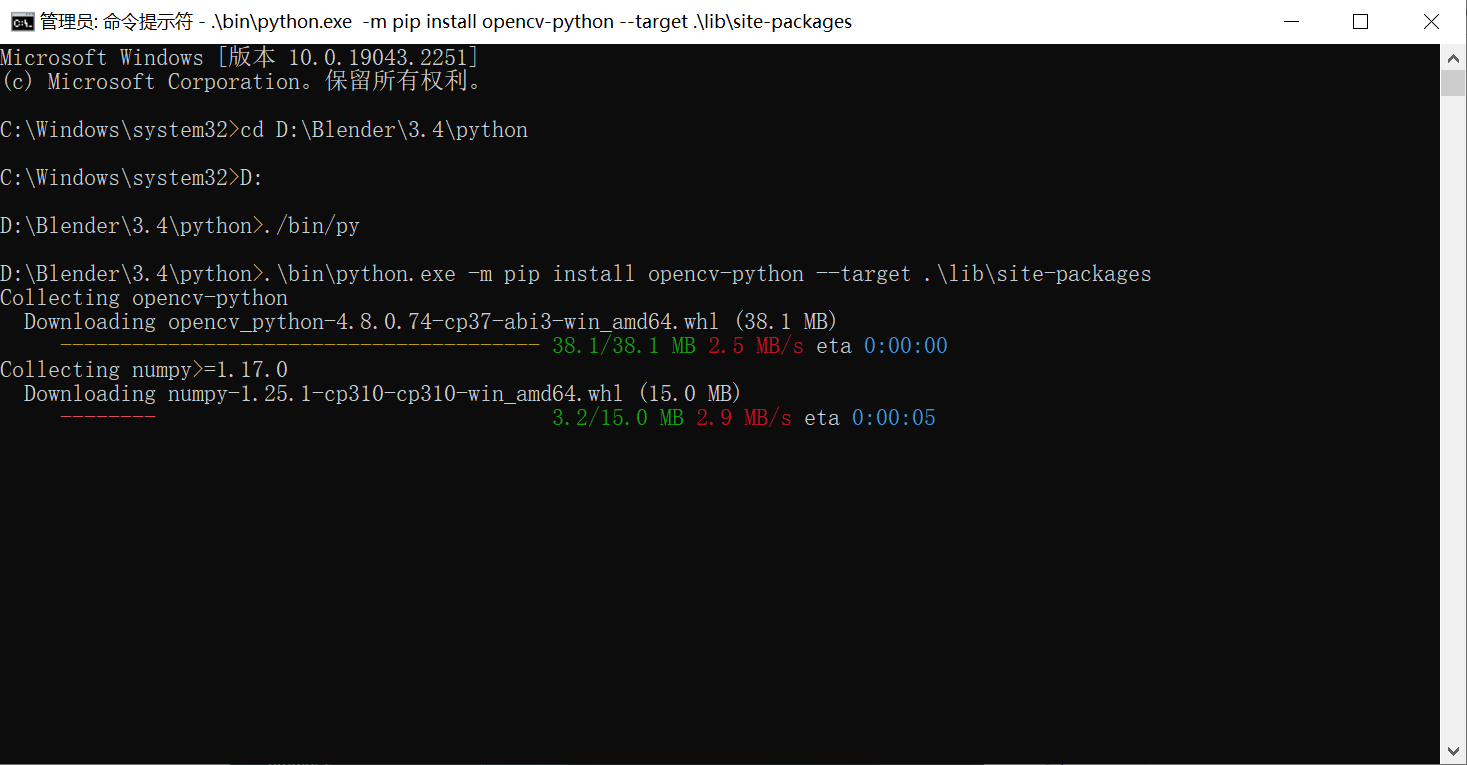 管理员: 命令提示符 - .\bin\python.exe  -m pip install opencv-python --target .\lib\site-packages
Microsoft Windows [版本 10.0.19043.2251]
(c) Microsoft Corporation。保留所有权利。
C:\Windows\system32>cd D:\Blender\3.4\python
C:\Windows\system32>D:
D:\Blender\3.4\python>./bin/py
D:\Blender\3.4\python>.\bin\python.exe -m pip install opencv-python --target .\lib\site-packages
Collecting opencv-python
Downloading opencv_python-4.8.0.74-cp37-abi3-win_amd64.whl (38.1 MB)
---------------------------------------- 38.1/38.1 MB 2.5 MB/s eta 0:00:00
Collecting numpy>=1.17.0
Downloading numpy-1.25.1-cp310-cp310-win_amd64.whl (15.0 MB)
-------- 3.2/15.0 MB 2.9 MB/s eta 0:00:05